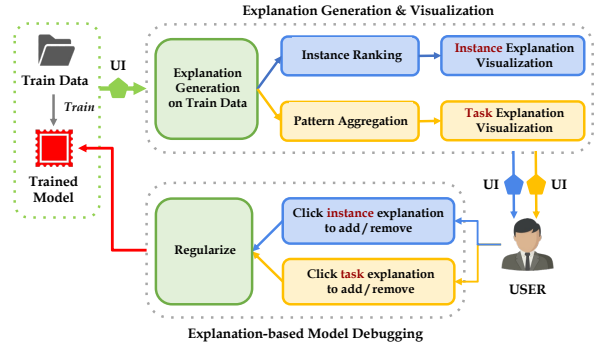 Explanation Generation & Visualization
Train Data
Train
Trained
Model
UI
Explanation
Generation
on Train Data
Instance Ranking
Instance Explanation
Visualization
Pattern Aggregation
Task Explanation
Visualization
UI
UI
USER
Click instance explanation
to add / remove
Click task explanation
to add / remove
Regularize
Explanation-based Model Debugging